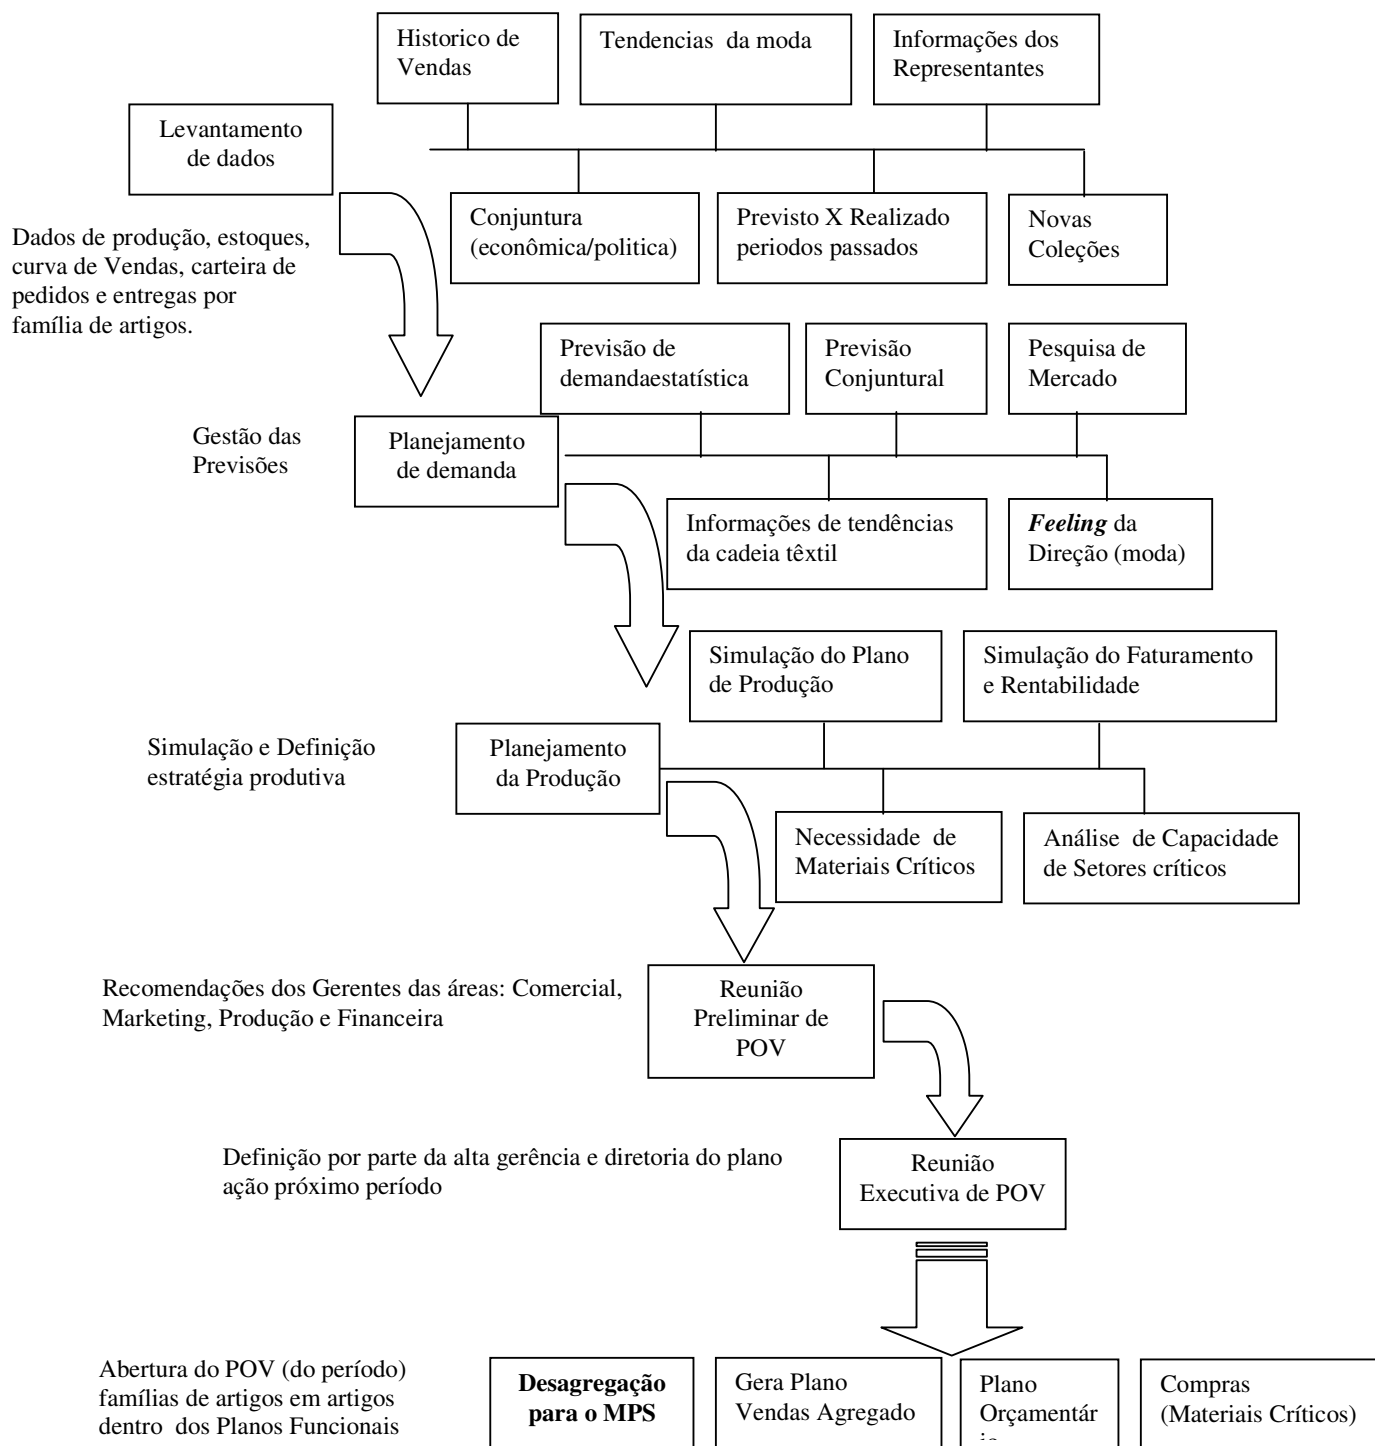 Historico de
Vendas
Tendencias da moda
Informações dos
Representantes
Levantamento
de dados
Conjuntura
(econômica/politica)
Previsto X Realizado
periodos passados
Novas
Coleções
Dados de produção, estoques,
curva de Vendas, carteira de
pedidos e entregas por
família de artigos.
Previsão de
demandaestatística
Previsão
Conjuntural
Pesquisa de
Mercado
Gestão das
Previsões
Planejamento
de demanda
Informações de tendências
da cadeia têxtil
Feeling da
Direção (moda)
Simulação do Plano
de Produção
Simulação do Faturamento
e Rentabilidade
Simulação e Definição
estratégia produtiva
Planejamento
da Produção
Necessidade de
Materiais Críticos
Análise de Capacidade
de Setores críticos
Recomendações dos Gerentes das áreas: Comercial,
Marketing, Produção e Financeira
Reunião
Preliminar de
POV
Definição por parte da alta gerência e diretoria do plano
ação próximo período
Reunião
Executiva de POV
Abertura do POV (do período)
famílias de artigos em artigos
dentro dos Planos Funcionais
Desagregação
para o MPS
Gera Plano
Vendas Agregado
Plano
Orçamentár
Compras
(Materiais Críticos)